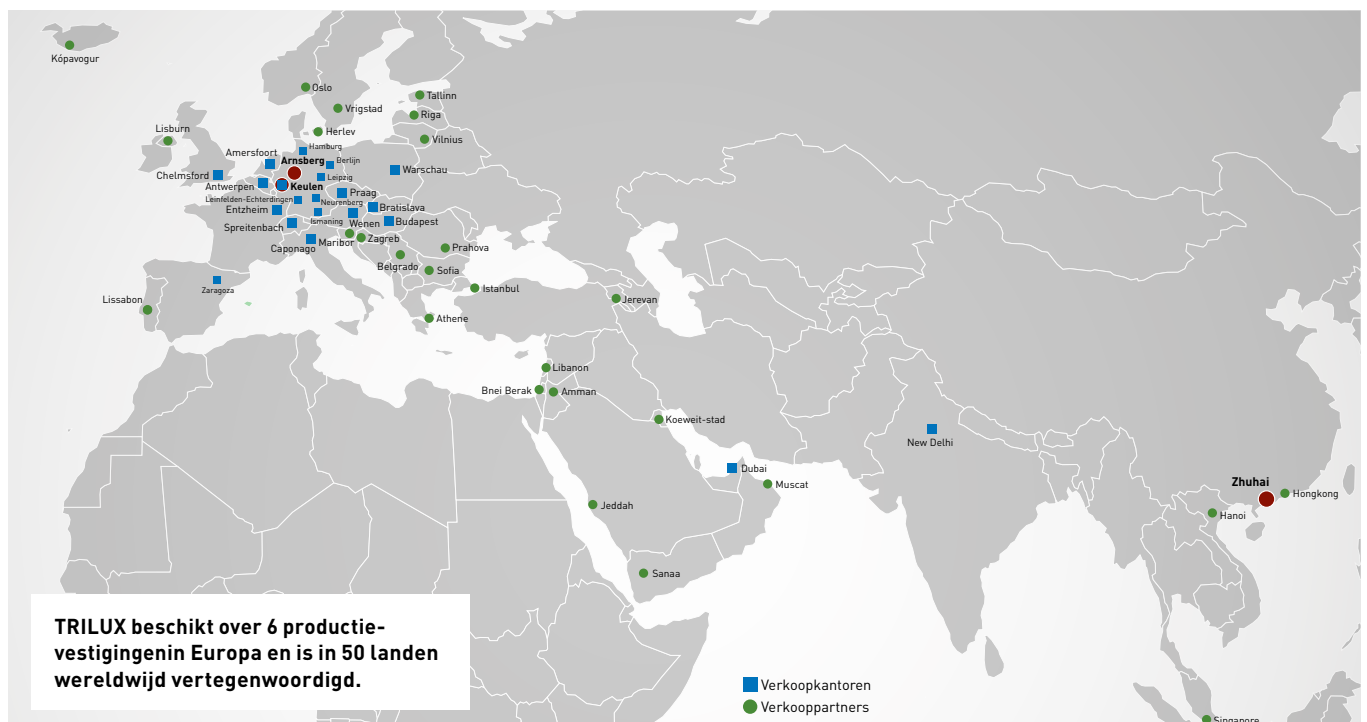 Kópavogur
Oslo
Tallinn
Vrigstad
Riga
Lisburn
Herlev
Vilnius
Hamburg
Amersfoort
Arnsberg
Berlijn
Warschau
Chelmsford
Leipzig
Antwerpen
Keulen
Praag
Leinfelden-Echterdingen
Neurenberg
Entzheim
Bratislava
Ismaning
Wenen
Budapest
Spreitenbach
Maribor
Zagreb
Caponago
Prahova
Belgrado
Sofia
Zaragoza
Istanbul
Lissabon
Jerevan
Athene
Libanon
Bnei Berak
Amman
Koeweit-stad
New Delhi
Dubai
Muscat
Zhuhai
Hongkong
Jeddah
Hanoi
Sanaa
TRILUX beschikt over 6 productie-
vestigingenin Europa en is in 50 landen
wereldwijd vertegenwoordigd.
Verkoopkantoren
Verkooppartners
Singapore